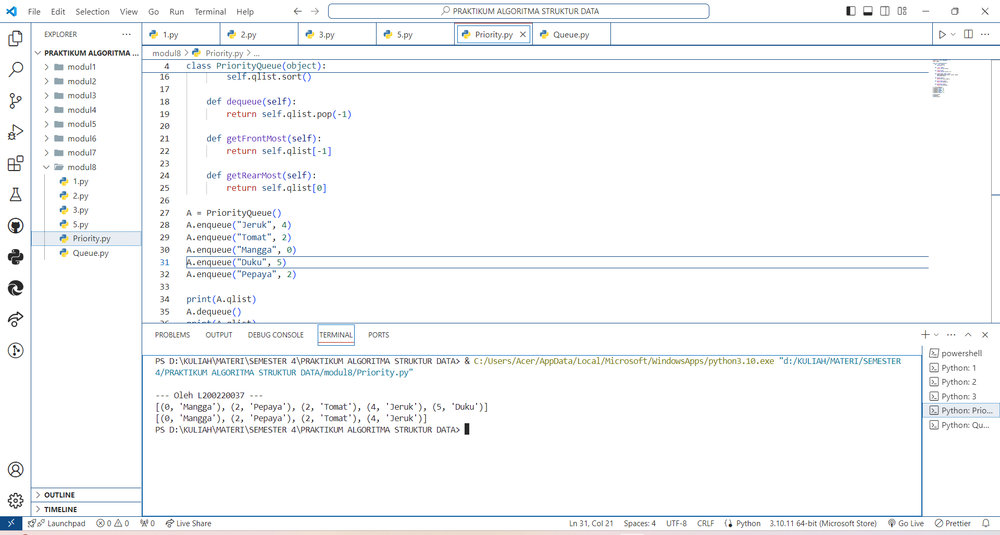 File Edit Selection View Go Run Terminal Help
PRAKTIKUM ALGORITMA STRUKTUR DATA
EXPLORER
PRAKTIKUM ALGORITMA ...
modul1
modul2
modul3
modul4
modul5
modul6
modul7
modul8
1.py
2.py
3.py
5.py
Priority.py
Queue.py
OUTLINE
TIMELINE
1.py 2.py 3.py 5.py Priority.py Queue.py
modul8 > Priority.py > ...
4 class PriorityQueue(object):
16 self.qlist.sort()
17
18 def dequeue(self):
19 return self.qlist.pop(-1)
20
21 def getFrontMost(self):
22 return self.qlist[-1]
23
24 def getRearMost(self):
25 return self.qlist[0]
26
27 A = PriorityQueue()
28 A.enqueue("Jeruk", 4)
29 A.enqueue("Tomat", 2)
30 A.enqueue("Mangga", 0)
31 A.enqueue("Duku", 5)
32 A.enqueue("Pepaya", 2)
33
34 print(A.qlist)
35 A.dequeue()
36 print(A.qlist)
PROBLEMS OUTPUT DEBUG CONSOLE TERMINAL PORTS
PS D:\KULIAH\MATERI\SEMESTER 4\PRAKTIKUM ALGORITMA STRUKTUR DATA> & C:/Users/Acer/AppData/Local/Microsoft/WindowsApps/python3.10.exe "d:/KULIAH/MATERI/SEMESTER
4/PRAKTIKUM ALGORITMA STRUKTUR DATA/modul8/Priority.py"
--- Oleh L200220037 ---
[(0, 'Mangga'), (2, 'Pepaya'), (2, 'Tomat'), (4, 'Jeruk'), (5, 'Duku')]
[(0, 'Mangga'), (2, 'Pepaya'), (2, 'Tomat'), (4, 'Jeruk')]
PS D:\KULIAH\MATERI\SEMESTER 4\PRAKTIKUM ALGORITMA STRUKTUR DATA>
powershell
Python: 1
Python: 2
Python: 3
Python: Prio...
Python: Qu...
Launchpad 0 0 0 Live Share Ln 31, Col 21 Spaces: 4 UTF-8 CRLF Python 3.10.11 64-bit (Microsoft Store) Go Live Prettier